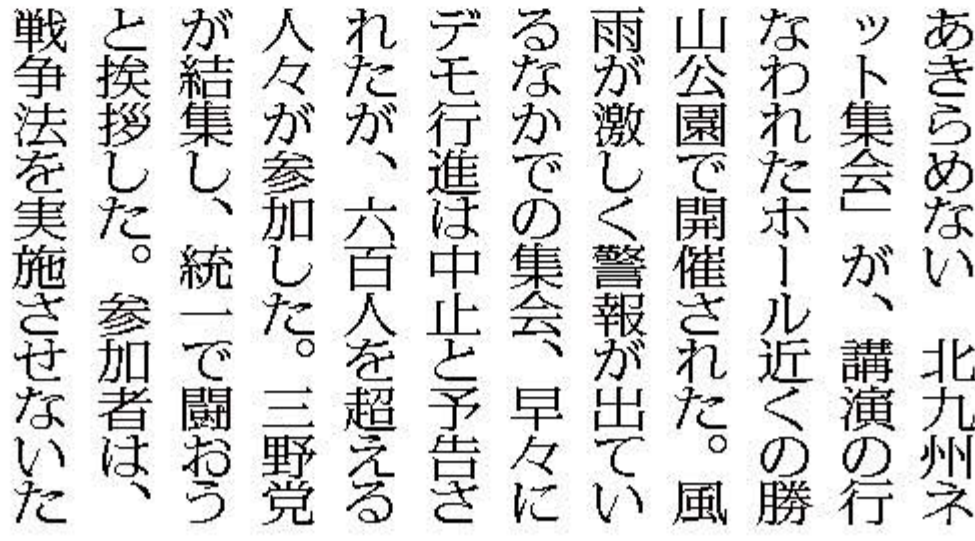 あきらめない　北九州ネ
ット集会」が、講演の行
なわれたホール近くの勝
山公園で開催された。風
雨が激しく警報が出てい
るなかでの集会、早々に
デモ行進は中止と予告さ
れたが、六百人を超える
人々が参加した。三野党
が結集し、統一で闘おう
と挨拶した。参加者は、
戦争法を実施させないた